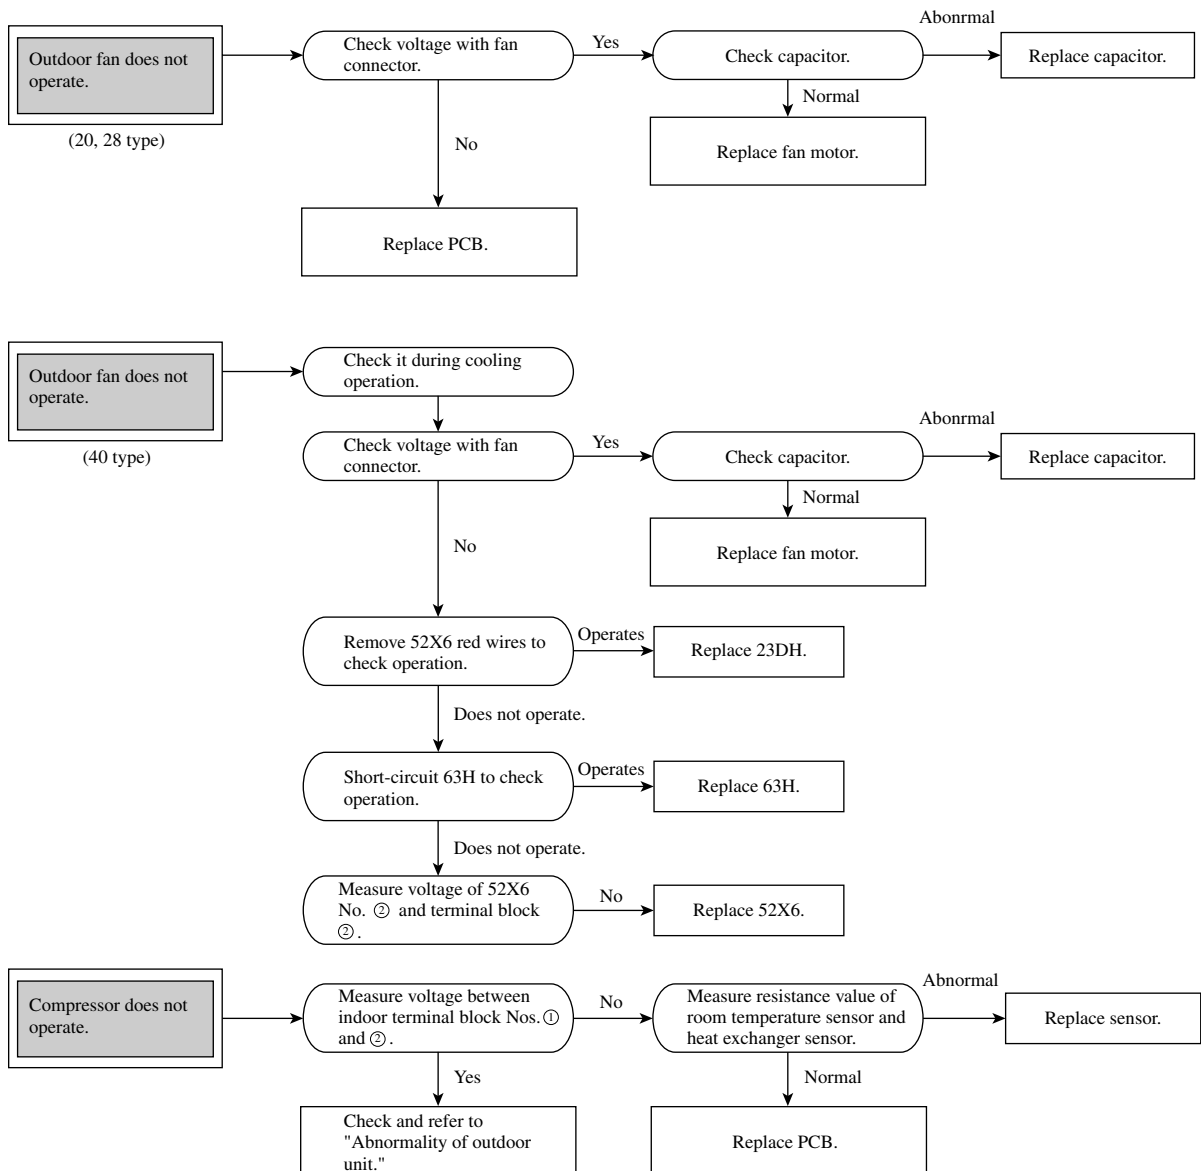 Outdoor fan does not
operate.
(20, 28 type)
Check voltage with fan
connector.
Yes
Check capacitor.
Abonrmal
Replace capacitor.
Normal
Replace fan motor.
No
Replace PCB.
Outdoor fan does not
operate.
(40 type)
Check it during cooling
operation.
Check voltage with fan
connector.
Yes
Check capacitor.
Abonrmal
Replace capacitor.
Normal
Replace fan motor.
No
Remove 52X6 red wires to
check operation.
Operates
Replace 23DH.
Does not operate.
Short-circuit 63H to check
operation.
Operates
Replace 63H.
Does not operate.
Measure voltage of 52X6
No. ② and terminal block
②.
No
Replace 52X6.
Compressor does not
operate.
Measure voltage between
indoor terminal block Nos. ①
and ②.
No
Measure resistance value of
room temperature sensor and
heat exchanger sensor.
Abnormal
Replace sensor.
Yes
Normal
Check and refer to
"Abnormality of outdoor
unit."
Replace PCB.